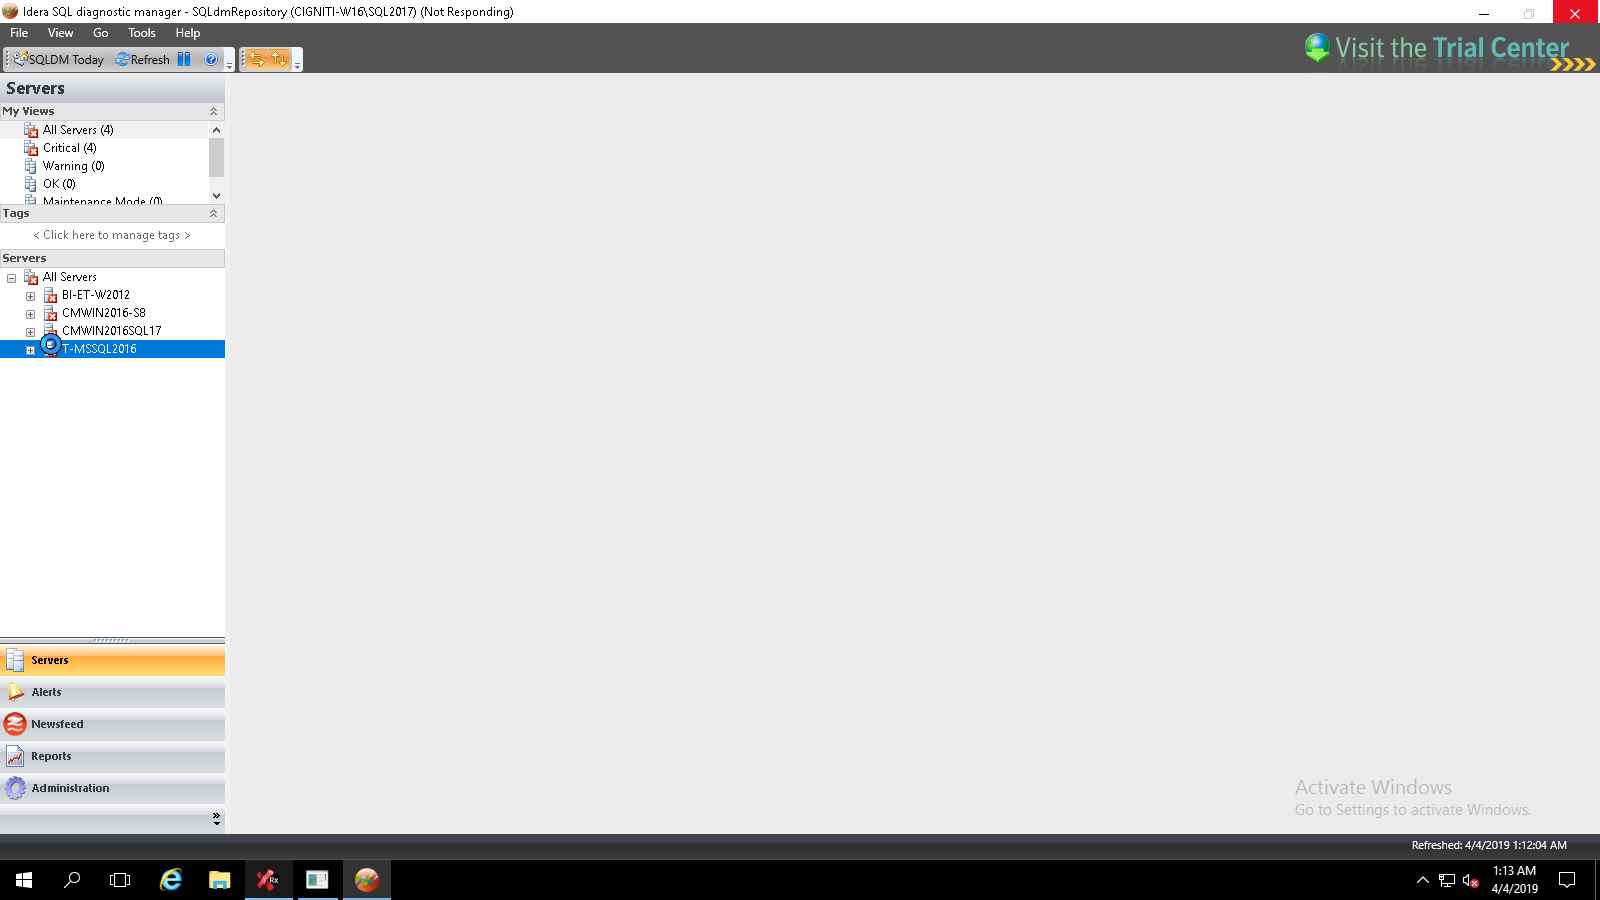 Idera SQL diagnostic manager - SQLdmRepository (CIGNITI-W16\SQL2017) (Not Responding)
File View Go Tools Help
SQLDM Today Refresh
Visit the Trial Center
Servers
My Views
All Servers (4)
Critical (4)
Warning (0)
OK (0)
Maintenance Mode (0)
Tags
< Click here to manage tags >
Servers
All Servers
BI-ET-W2012
CMWIN2016-S8
CMWIN2016SQL17
T-MSSQL2016
Servers
Alerts
Newsfeed
Reports
Administration
Activate Windows
Go to Settings to activate Windows.
Refreshed: 4/4/2019 1:12:04 AM
Rx
1:13 AM
4/4/2019